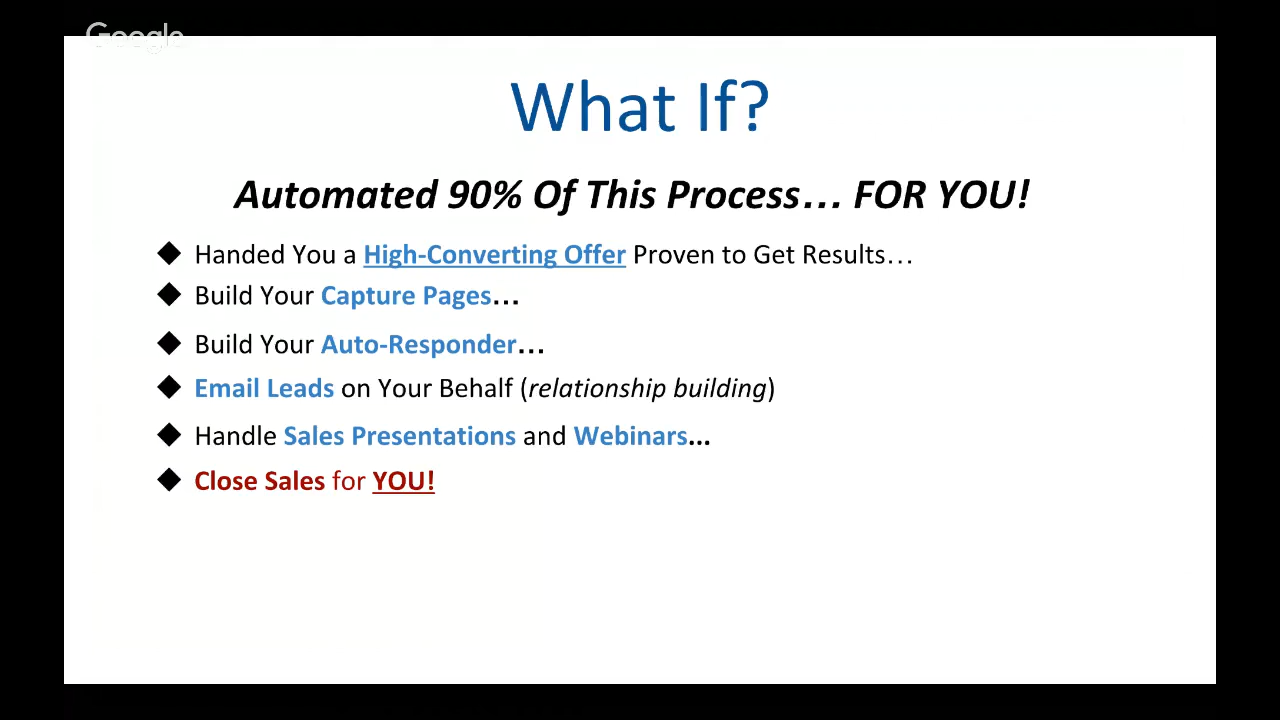 Google
What If?
Automated 90% Of This Process... FOR YOU!
Handed You a High-Converting Offer Proven to Get Results...
Build Your Capture Pages...
Build Your Auto-Responder...
Email Leads on Your Behalf (relationship building)
Handle Sales Presentations and Webinars...
Close Sales for YOU!